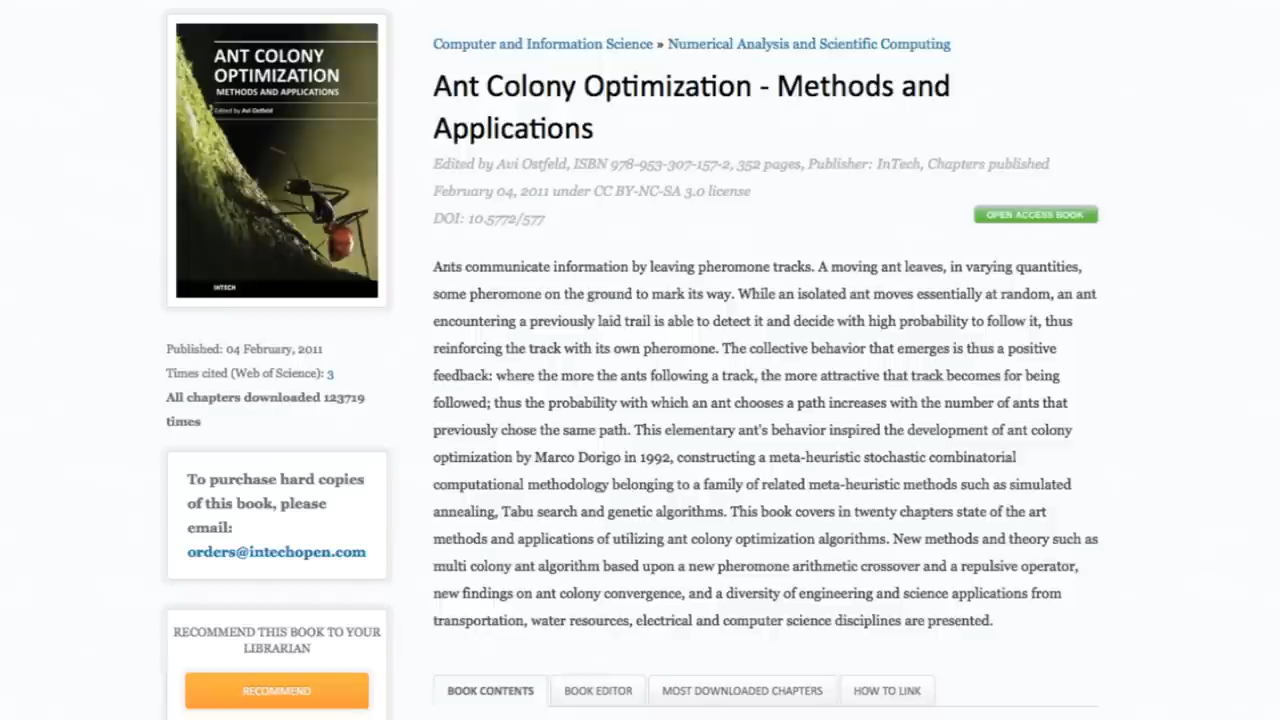 ANT COLONY
OPTIMIZATION
METHODS AND APPLICATIONS
Edited by Avi Ostfeld
INTECH
Published: 04 February, 2011
Times cited (Web of Science): 3
All chapters downloaded 123719
times
To purchase hard copies
of this book, please
email:
orders@intechopen.com
RECOMMEND THIS BOOK TO YOUR
LIBRARIAN
RECOMMEND
Computer and Information Science » Numerical Analysis and Scientific Computing
Ant Colony Optimization - Methods and
Applications
Edited by Avi Ostfeld, ISBN 978-953-307-157-2, 352 pages, Publisher: InTech, Chapters published
February 04, 2011 under CC BY-NC-SA 3.0 license
DOI: 10.5772/577
OPEN ACCESS BOOK
Ants communicate information by leaving pheromone tracks. A moving ant leaves, in varying quantities,
some pheromone on the ground to mark its way. While an isolated ant moves essentially at random, an ant
encountering a previously laid trail is able to detect it and decide with high probability to follow it, thus
reinforcing the track with its own pheromone. The collective behavior that emerges is thus a positive
feedback: where the more the ants following a track, the more attractive that track becomes for being
followed; thus the probability with which an ant chooses a path increases with the number of ants that
previously chose the same path. This elementary ant's behavior inspired the development of ant colony
optimization by Marco Dorigo in 1992, constructing a meta-heuristic stochastic combinatorial
computational methodology belonging to a family of related meta-heuristic methods such as simulated
annealing, Tabu search and genetic algorithms. This book covers in twenty chapters state of the art
methods and applications of utilizing ant colony optimization algorithms. New methods and theory such as
multi colony ant algorithm based upon a new pheromone arithmetic crossover and a repulsive operator,
new findings on ant colony convergence, and a diversity of engineering and science applications from
transportation, water resources, electrical and computer science disciplines are presented.
BOOK CONTENTS
BOOK EDITOR
MOST DOWNLOADED CHAPTERS
HOW TO LINK